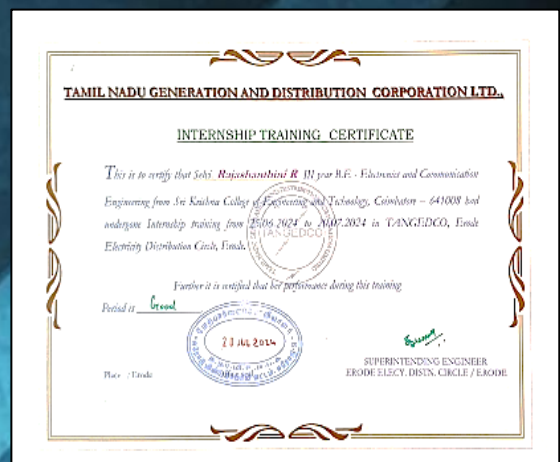 TAMIL NADU GENERATION AND DISTRIBUTION CORPORATION LTD.,
INTERNSHIP TRAINING CERTIFICATE
This is to certify that Selvi. Rajashanthini R III year B.E - Electronics and Communication
Engineering from Sri Krishna College of Engineering and Technology, Coimbatore – 641008 had
undergone Internship training from 25.06.2024 to 20.07.2024 in TANGEDCO, Erode
Electricity Distribution Circle, Erode.
TANGEDCO
Further it is certified that her performance during this training
Period is Good
23 JUL 2024
SUPERINTENDING ENGINEER
Place : Erode
ERODE ELECY. DISTN. CIRCLE / ERODE